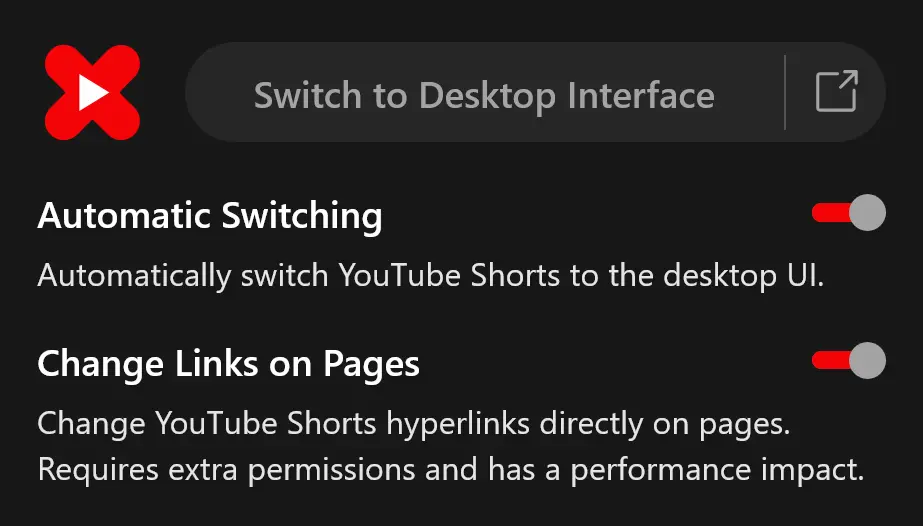 Switch to Desktop Interface
Automatic Switching
Automatically switch YouTube Shorts to the desktop UI.
Change Links on Pages
Change YouTube Shorts hyperlinks directly on pages.
Requires extra permissions and has a performance impact.